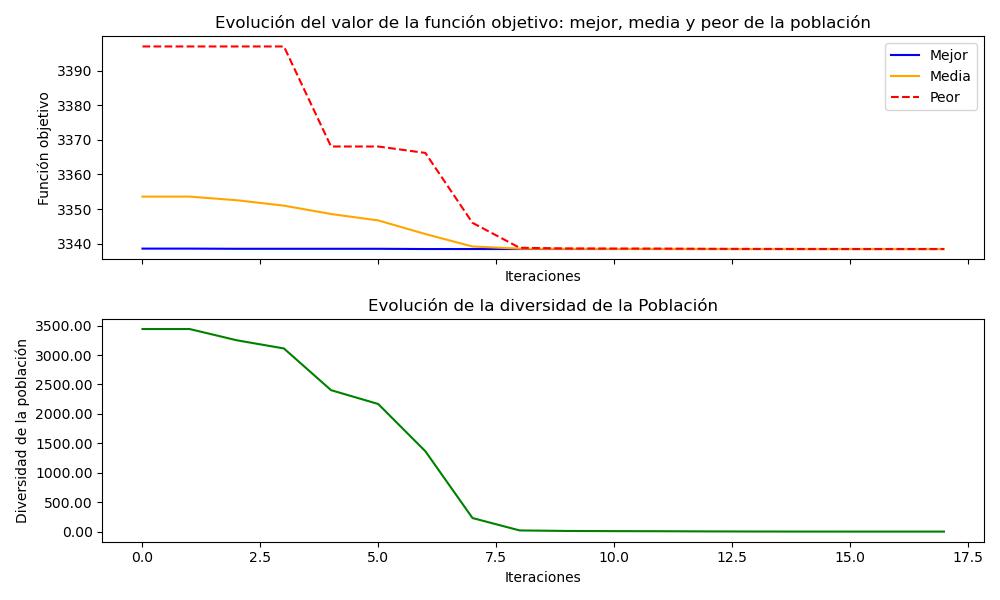 Evolución del valor de la función objetivo: mejor, media y peor de la población
Función objetivo
3390
3380
3370
3360
3350
3340
Mejor
Media
Peor
Iteraciones
Evolución de la diversidad de la Población
Diversidad de la población
3500.00
3000.00
2500.00
2000.00
1500.00
1000.00
500.00
0.00
0.0 2.5 5.0 7.5 10.0 12.5 15.0 17.5
Iteraciones